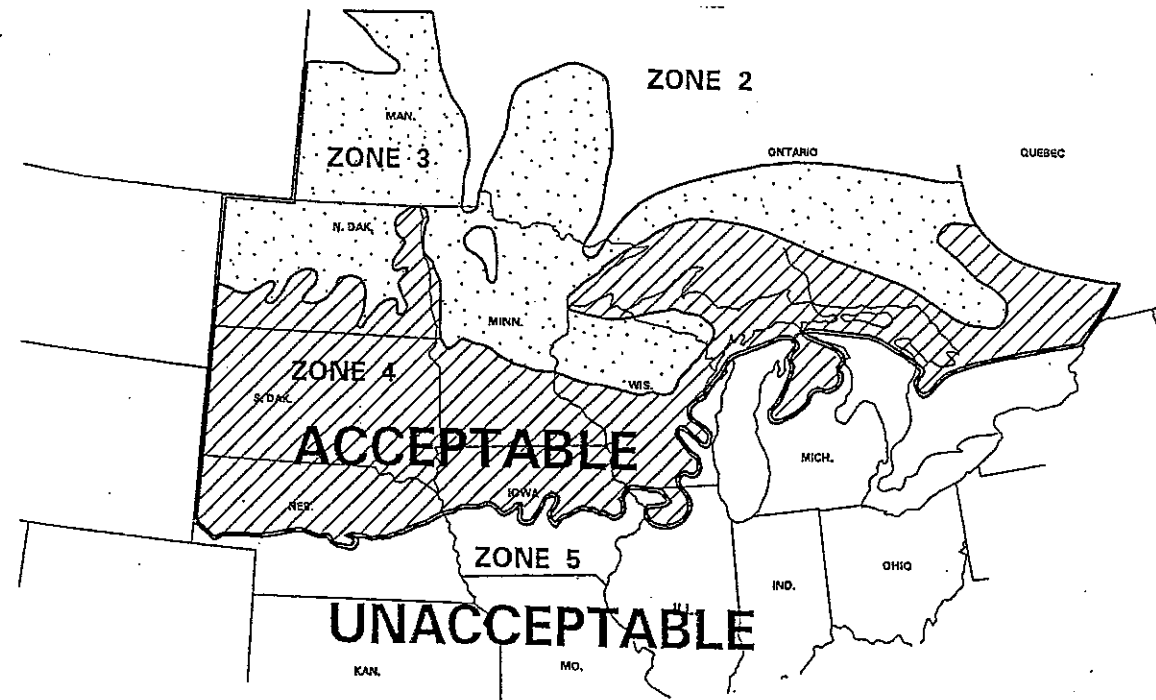 ZONE 2
MAN.
ZONE 3
ONTARIO
QUEBEC
N. DAK.
MINN.
ZONE 4
S. DAK.
WIS.
ACCEPTABLE
MICH.
IOWA
NEB.
ZONE 5
OHIO
IND.
ILL.
UNACCEPTABLE
KAN.
MO.